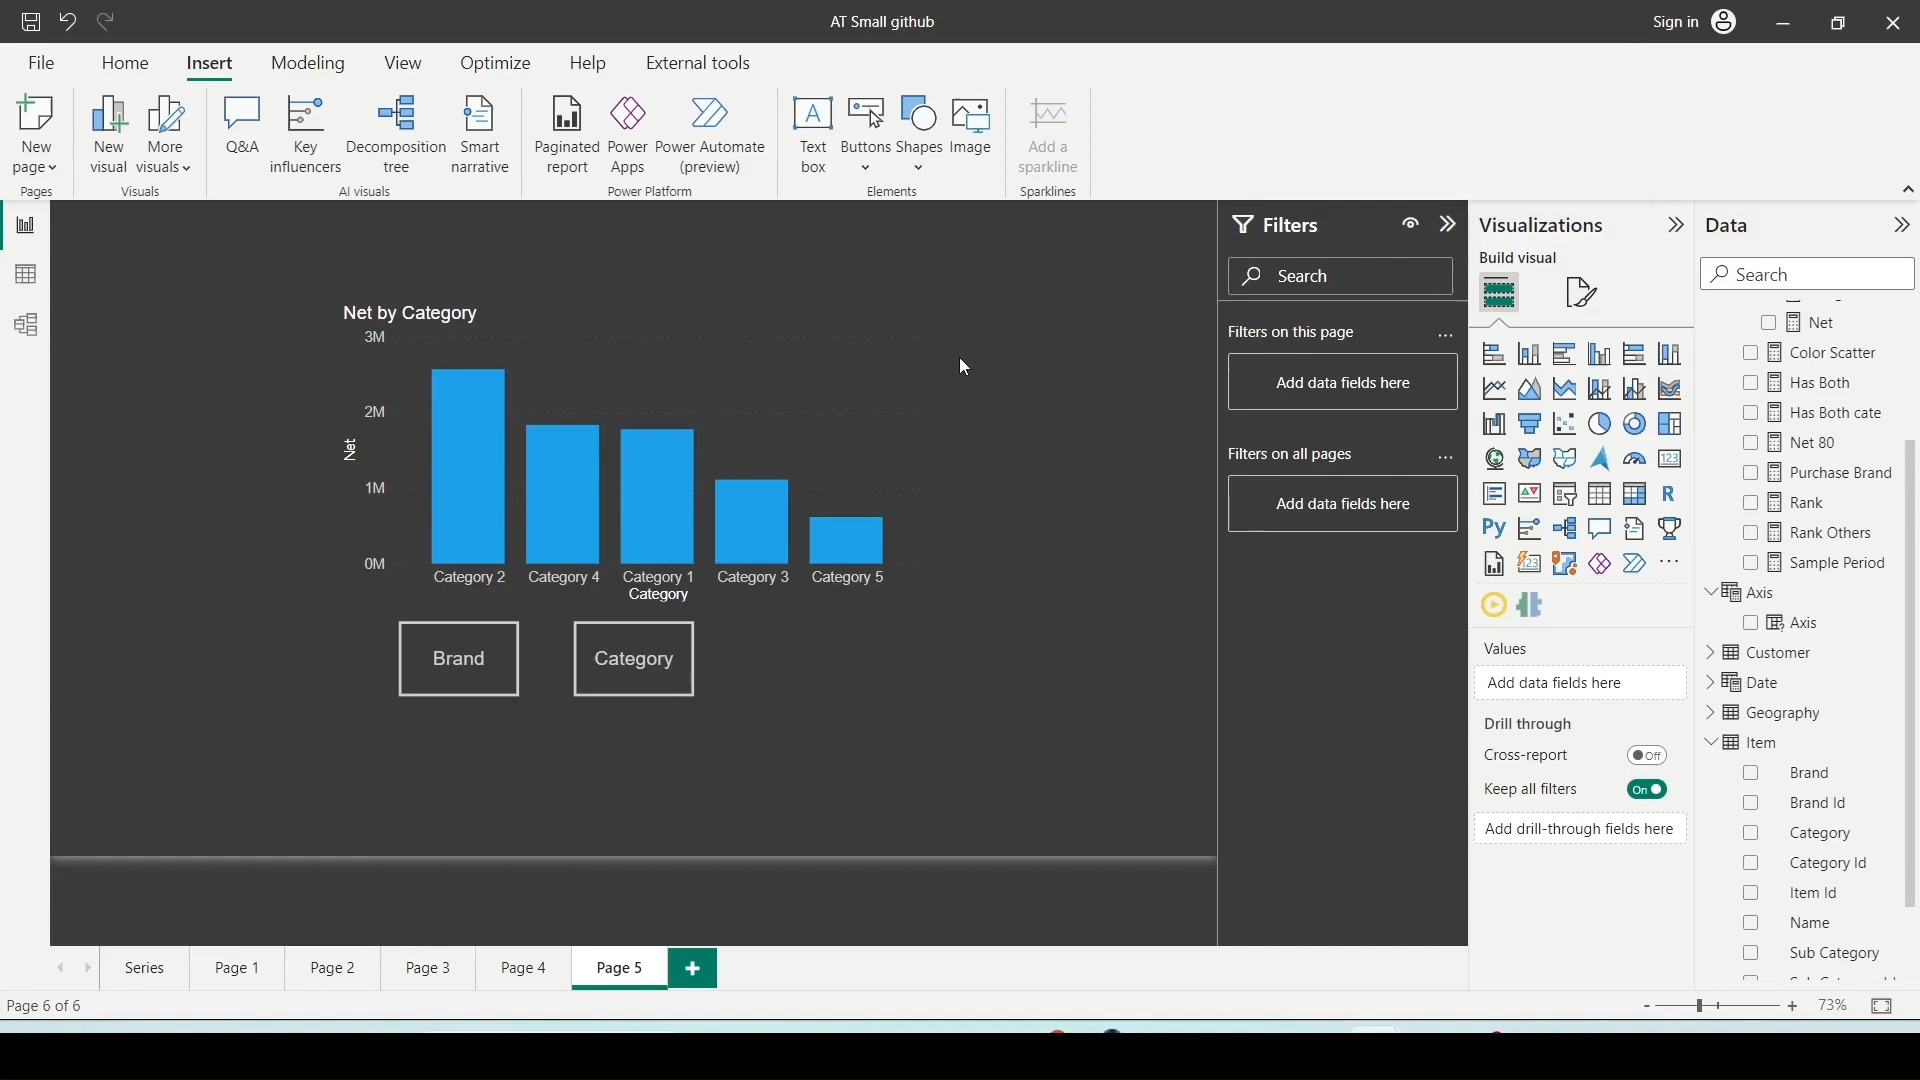 AT Small github
Sign in
File Home Insert Modeling View Optimize Help External tools
New page
Pages
New visual
More visuals
Visuals
Q&A
Key influencers
Decomposition tree
Smart narrative
AI visuals
Paginated report
Power Apps
Power Automate (preview)
Power Platform
Text box
Buttons
Shapes
Image
Elements
Add a sparkline
Sparklines
Net by Category
3M
2M
1M
0M
Net
Category 2 Category 4 Category 1 Category 3 Category 5
Category
Brand
Category
Filters
Search
Filters on this page ...
Add data fields here
Filters on all pages ...
Add data fields here
Visualizations
Build visual
123
R
Py
123
...
Values
Add data fields here
Drill through
Cross-report Off
Keep all filters On
Add drill-through fields here
Data
Search
Net
Color Scatter
Has Both
Has Both cate
Net 80
Purchase Brand
Rank
Rank Others
Sample Period
Axis
Axis
Customer
Date
Geography
Item
Brand
Brand Id
Category
Category Id
Item Id
Name
Sub Category
Series Page 1 Page 2 Page 3 Page 4 Page 5 +
Page 6 of 6
- + 73%